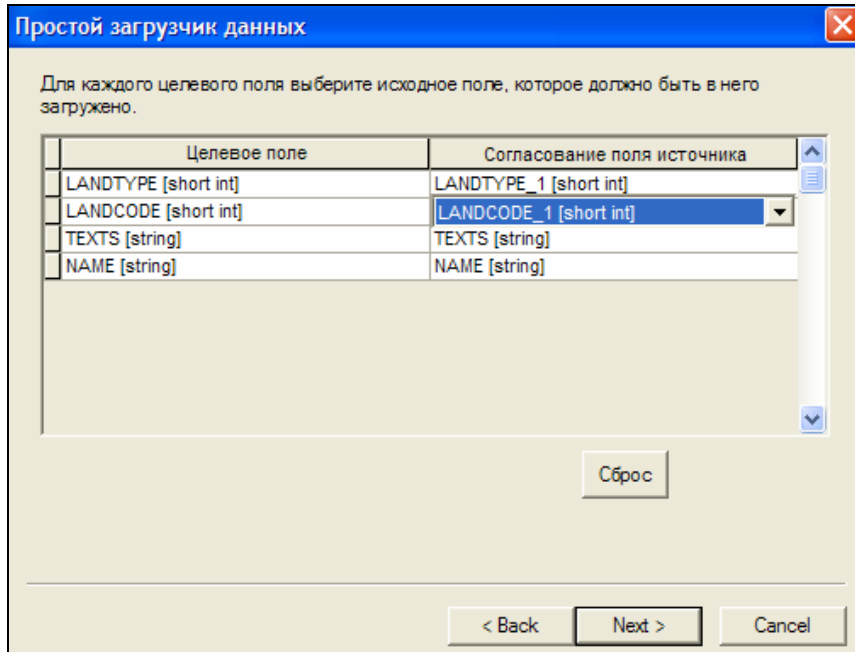 Простой загрузчик данных
Для каждого целевого поля выберите исходное поле, которое должно быть в него
загружено.
Целевое поле Согласование поля источника
LANDTYPE [short int] LANDTYPE_1 [short int]
LANDCODE [short int] LANDCODE_1 [short int]
TEXTS [string] TEXTS [string]
NAME [string] NAME [string]
Сброс
< Back Next > Cancel